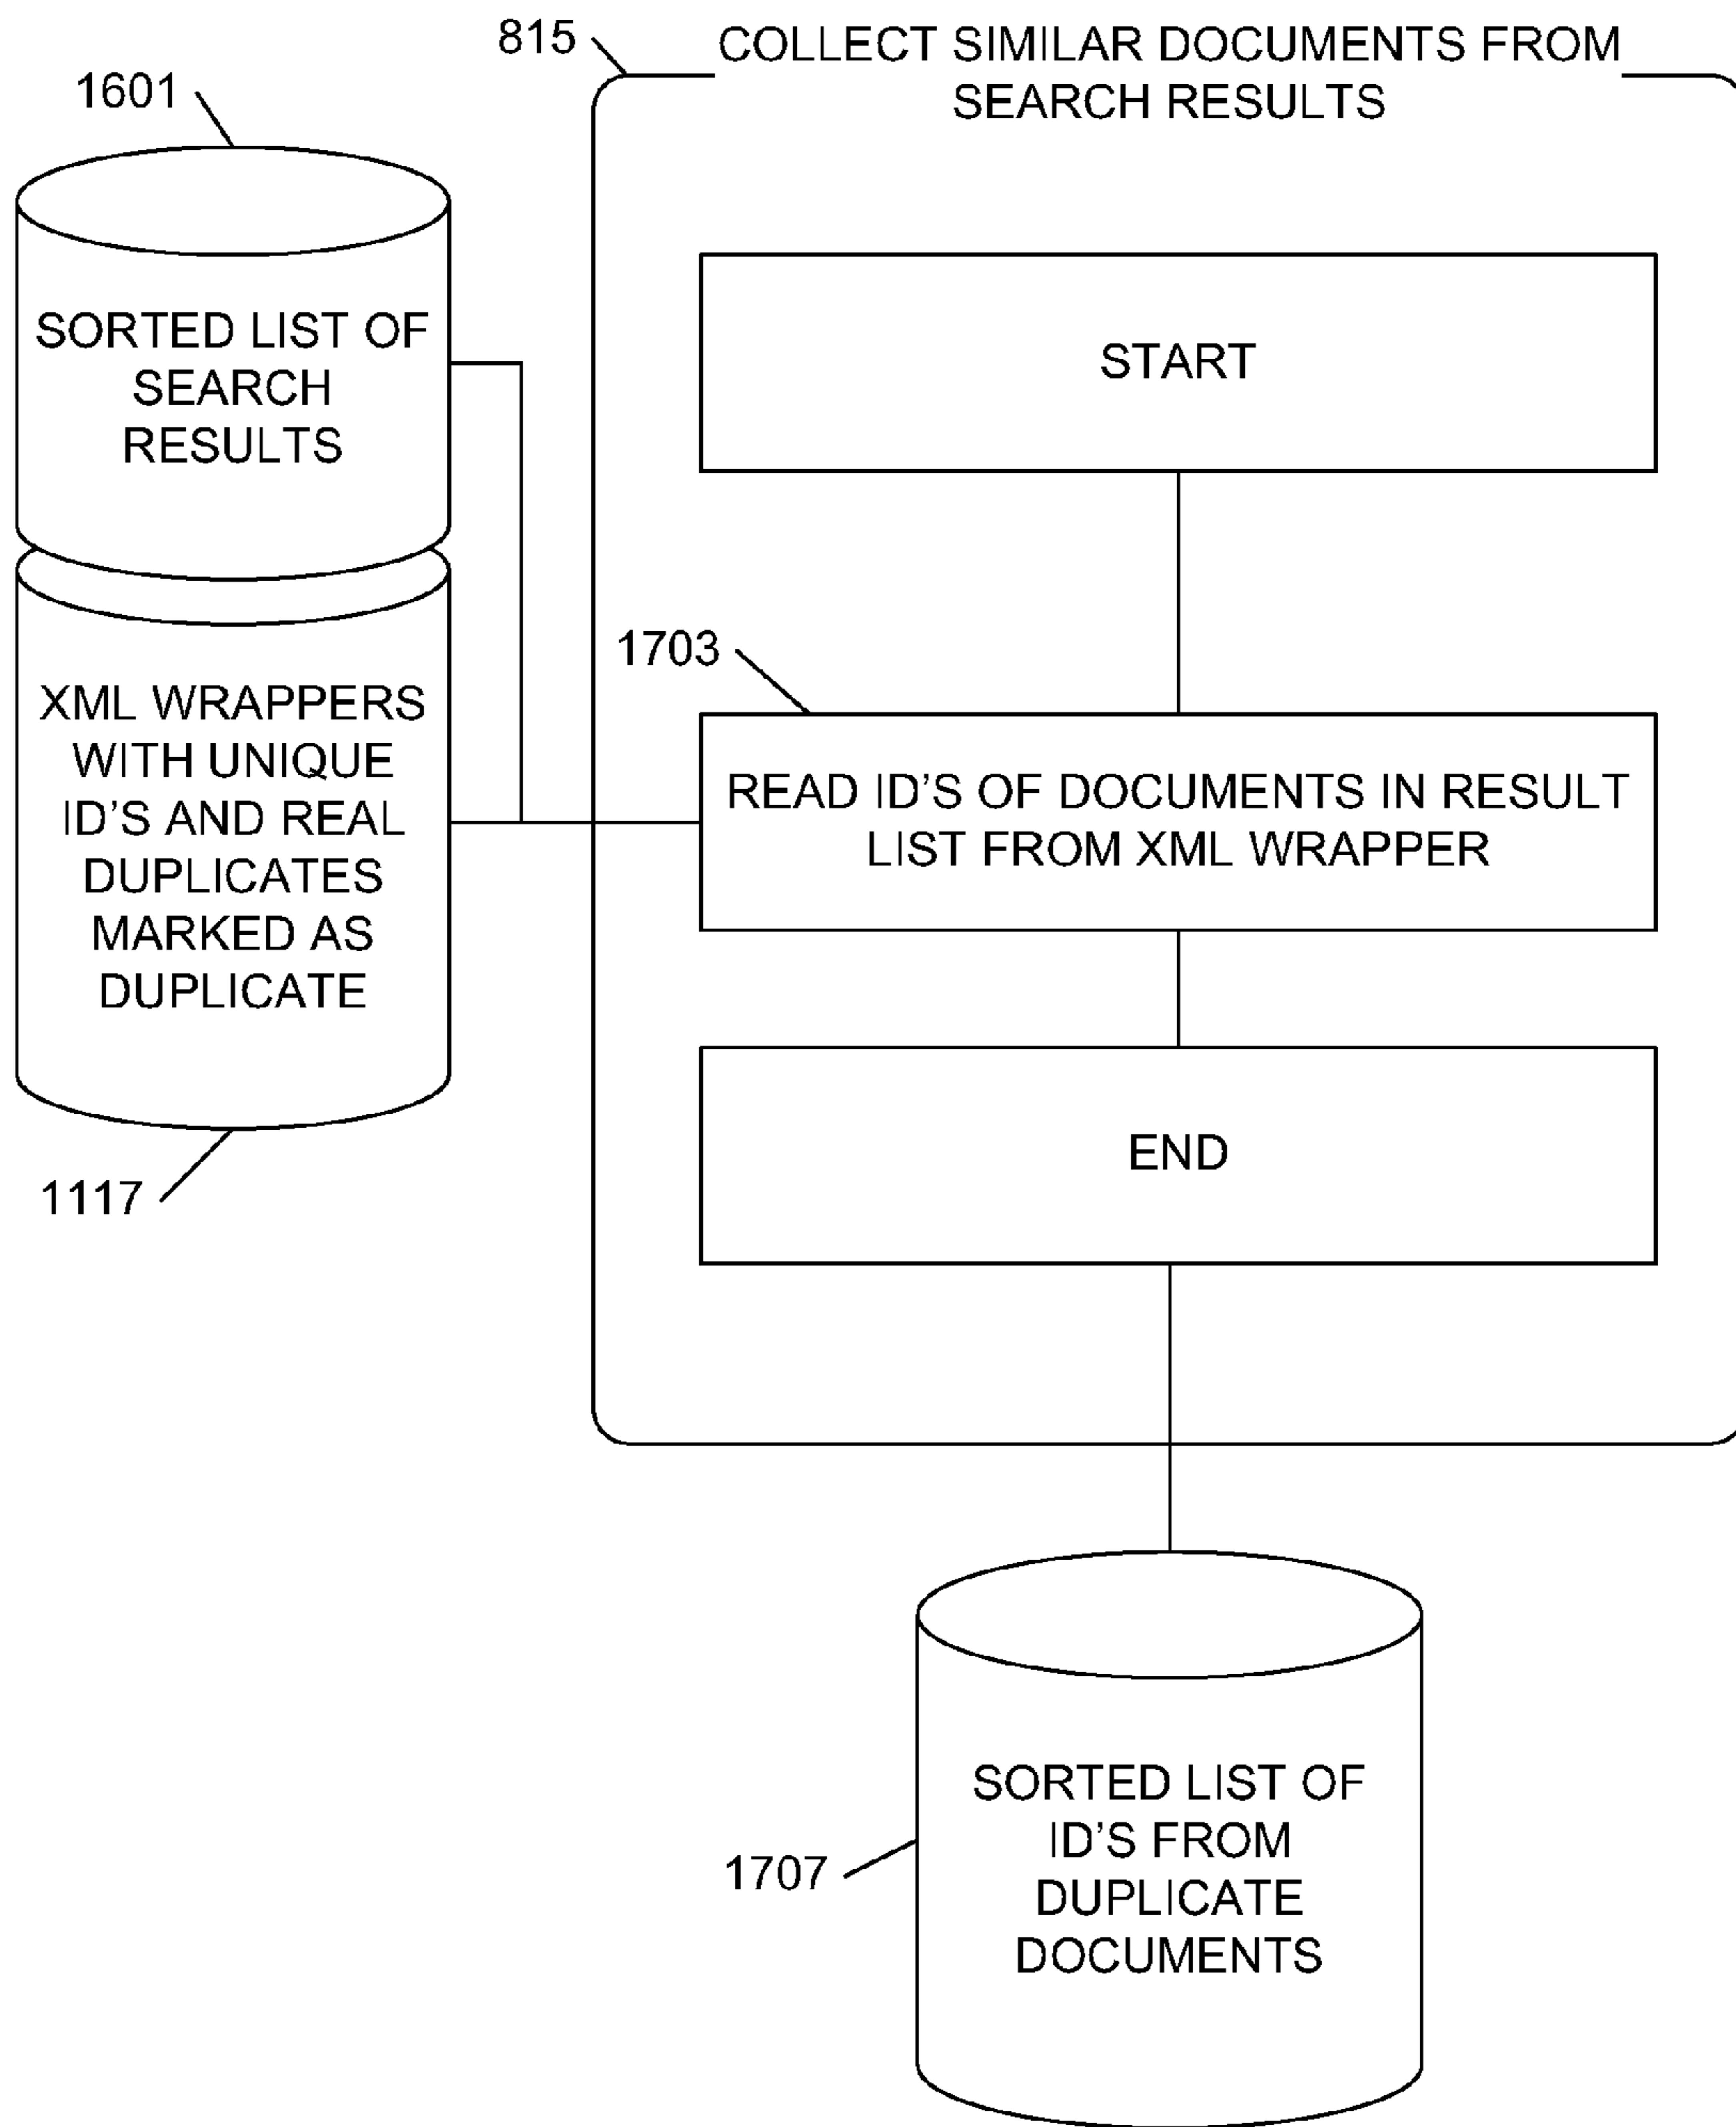 815
COLLECT SIMILAR DOCUMENTS FROM
SEARCH RESULTS
1601
SORTED LIST OF
SEARCH
RESULTS
START
1703
XML WRAPPERS
WITH UNIQUE
ID'S AND REAL
DUPLICATES
MARKED AS
DUPLICATE
READ ID'S OF DOCUMENTS IN RESULT
LIST FROM XML WRAPPER
END
1117
SORTED LIST OF
ID'S FROM
DUPLICATE
DOCUMENTS
1707